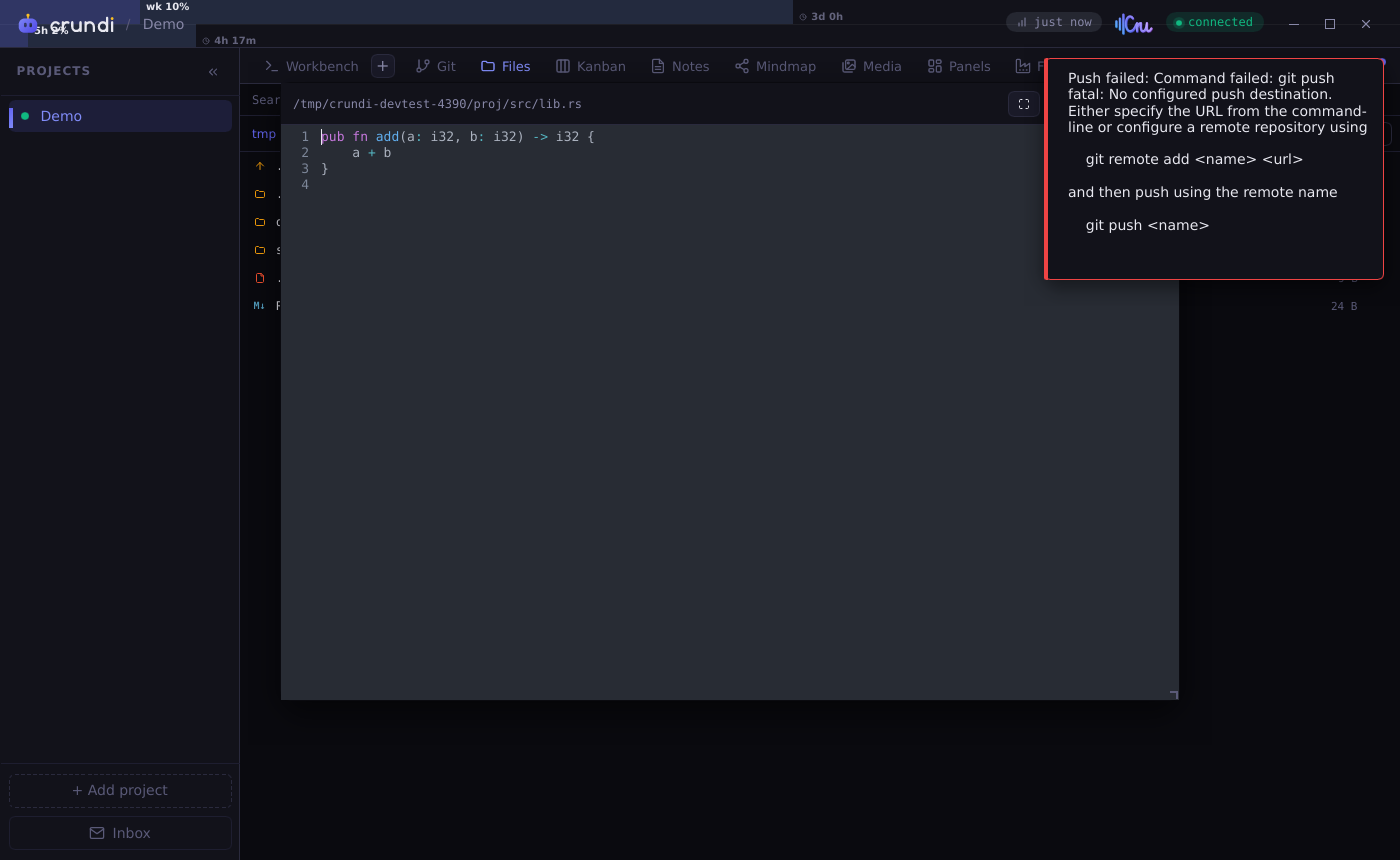 wk 10%
5h 2%
crundi / Demo
3d 0h
4h 17m
just now
Cru
connected
PROJECTS
Demo
+ Add project
Inbox
Workbench
Git
Files
Kanban
Notes
Mindmap
Media
Panels
tmp
/tmp/crundi-devtest-4390/proj/src/lib.rs
1 pub fn add(a: i32, b: i32) -> i32 {
2     a + b
3 }
4
M↓
24 B
Push failed: Command failed: git push
fatal: No configured push destination.
Either specify the URL from the command-
line or configure a remote repository using
git remote add <name> <url>
and then push using the remote name
git push <name>